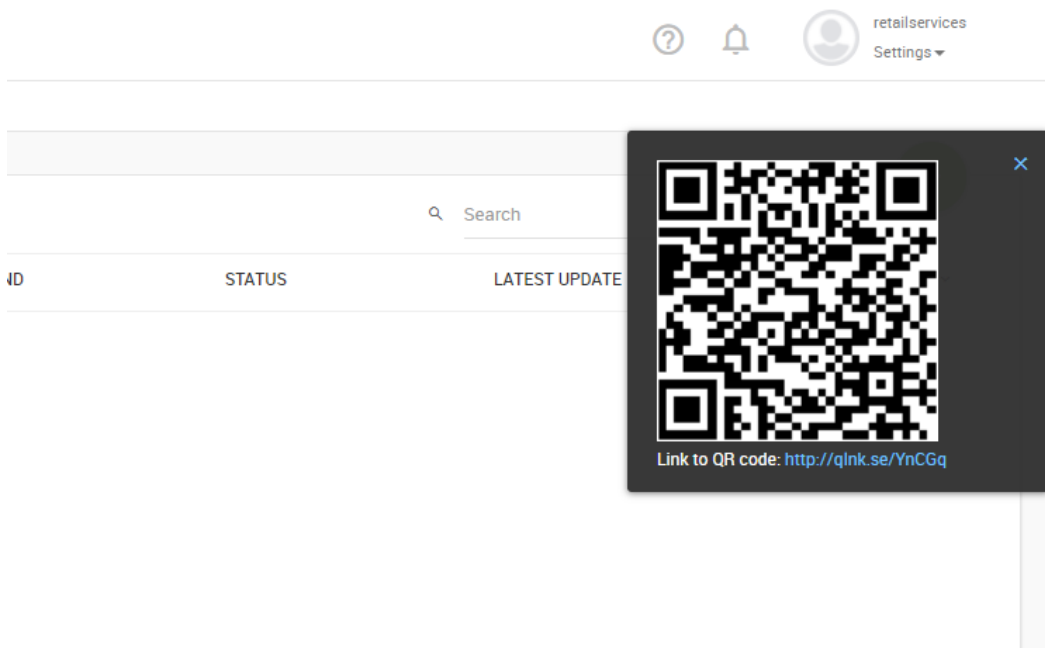 retailservices
Settings
Search
ND
STATUS
LATEST UPDATE
Link to QR code: http://qlnk.se/YnCGq